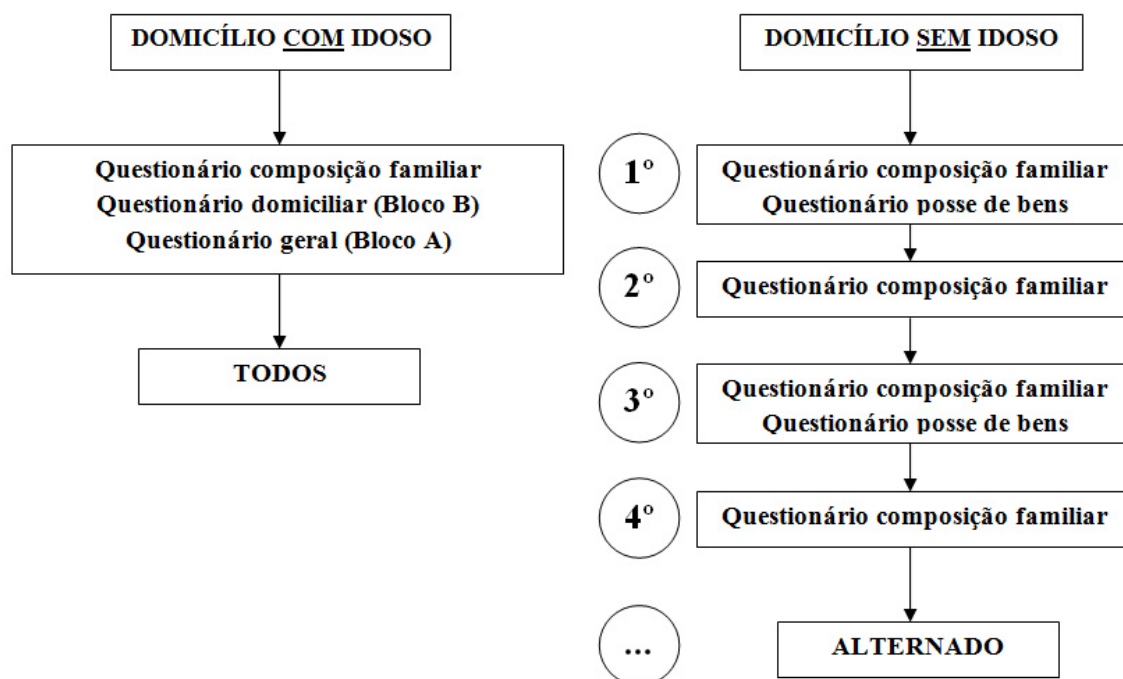 DOMICÍLIO COM IDOSO
Questionário composição familiar
Questionário domiciliar (Bloco B)
Questionário geral (Bloco A)
TODOS
DOMICÍLIO SEM IDOSO
1º
Questionário composição familiar
Questionário posse de bens
2º
Questionário composição familiar
3º
Questionário composição familiar
Questionário posse de bens
4º
Questionário composição familiar
...
ALTERNADO